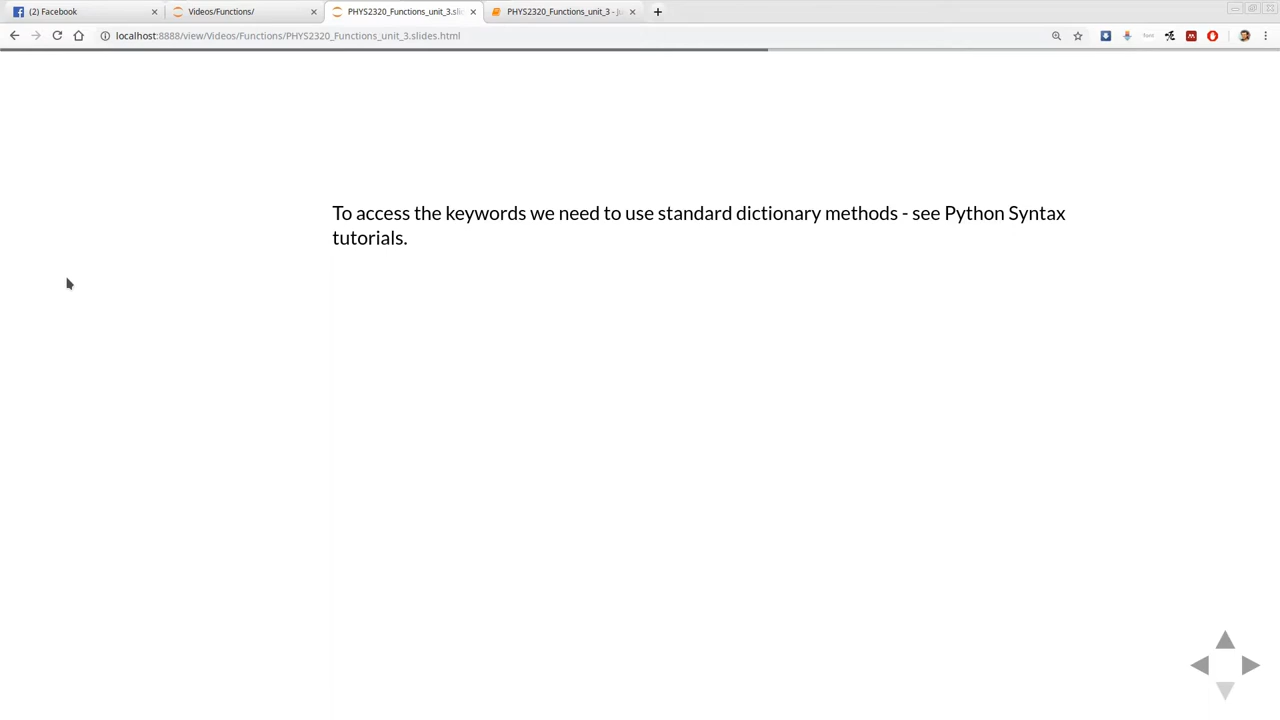 (2) Facebook
Videos/Functions/
PHYS2320_Functions_unit_3.slid
PHYS2320_Functions_unit_3 - Ju
localhost:8888/view/Videos/Functions/PHYS2320_Functions_unit_3.slides.html
To access the keywords we need to use standard dictionary methods - see Python Syntax
tutorials.